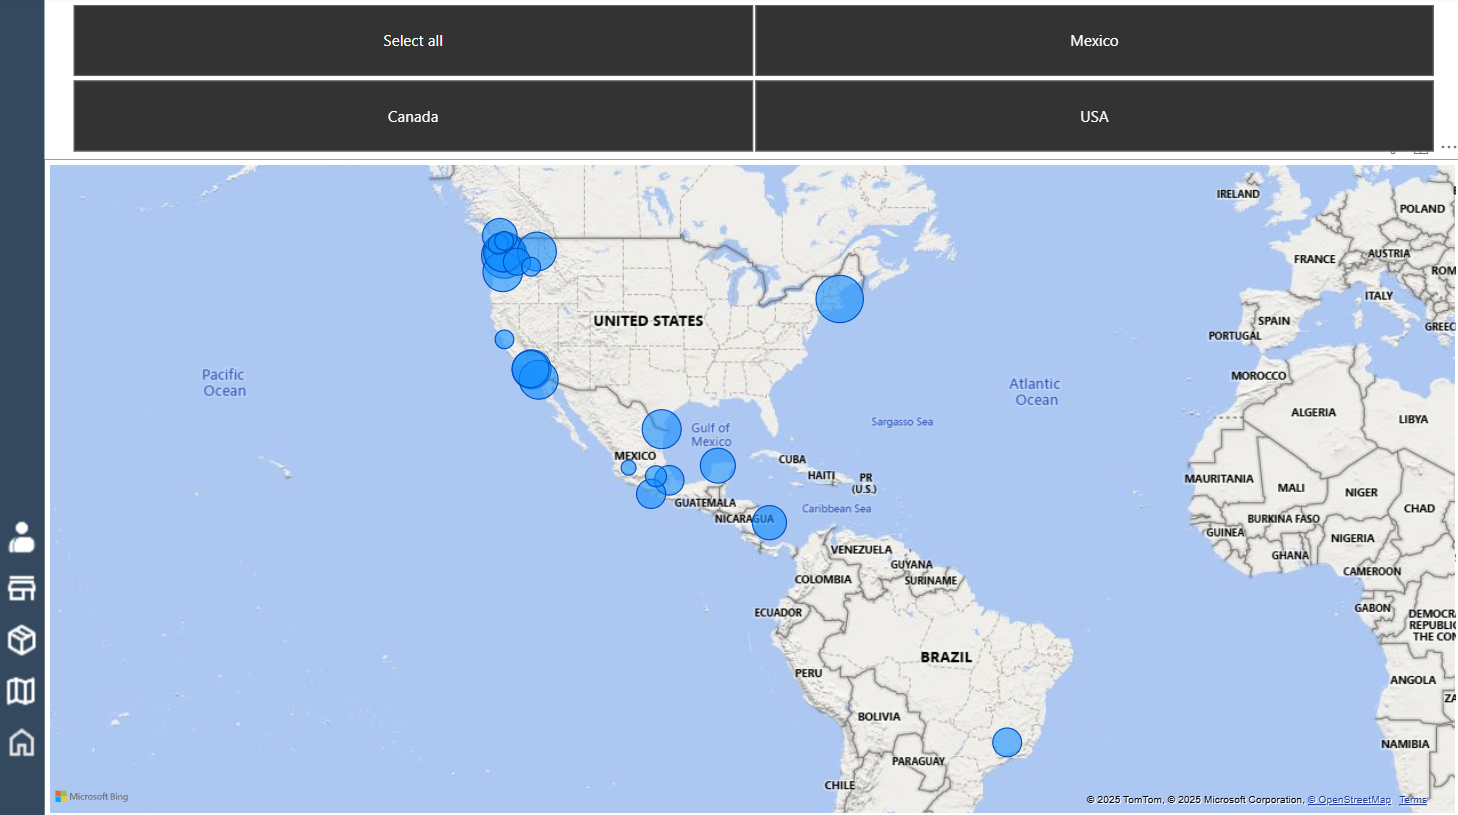 Select all
Mexico
Canada
USA
...
IRELAND
POLAND
FRANCE
AUSTRIA
ROM
ITALY
UNITED STATES
SPAIN
GREEC
PORTUGAL
Pacific
Ocean
MOROCCO
Atlantic
Ocean
ALGERIA
LIBYA
Sargasso Sea
Gulf of
Mexico
MEXICO
CUBA
HAITI
PR
(U.S.)
MAURITANIA
MALI
NIGER
GUATEMALA
Caribbean Sea
CHAD
NICARAGUA
BURKINA FASO
GUINEA
NIGERIA
VENEZUELA
GHANA
GUYANA
CAMEROON
COLOMBIA
SURINAME
ECUADOR
GABON
DEMOCR
REPUBLIC
THE CON
BRAZIL
PERU
ANGOLA
ZA
BOLIVIA
NAMIBIA
PARAGUAY
CHILE
Microsoft Bing
© 2025 TomTom, © 2025 Microsoft Corporation, © OpenStreetMap Terms